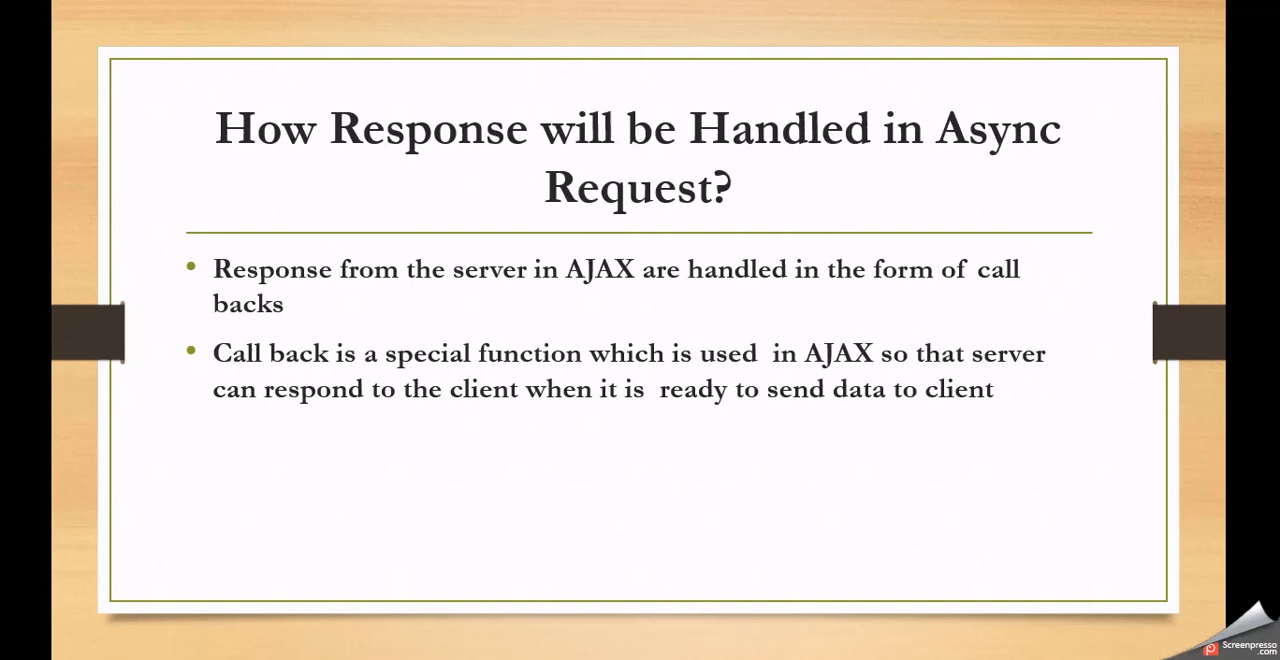 How Response will be Handled in Async
Request?
• Response from the server in AJAX are handled in the form of call
backs
• Call back is a special function which is used in AJAX so that server
can respond to the client when it is ready to send data to client
Screenpresso
.com